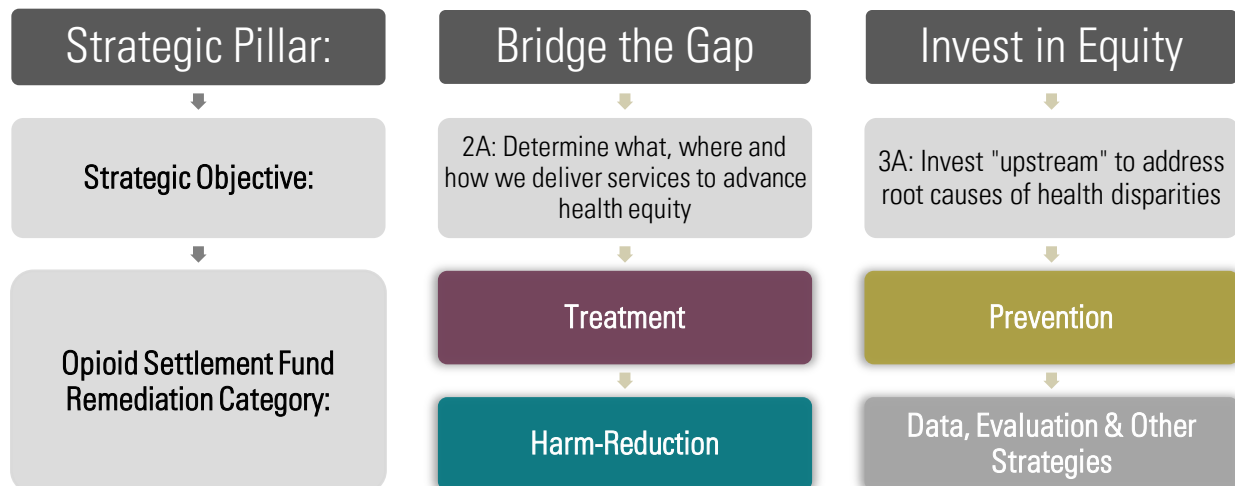 Strategic Pillar:
Bridge the Gap
Invest in Equity
Strategic Objective:
2A: Determine what, where and
how we deliver services to advance
health equity
3A: Invest "upstream" to address
root causes of health disparities
Opioid Settlement Fund
Remediation Category:
Treatment
Prevention
Harm-Reduction
Data, Evaluation & Other
Strategies